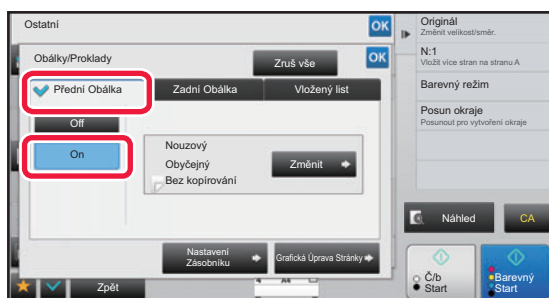 Ostatní
OK
Obálky/Proklady
Zruš vše
OK
Přední Obálka
Zadní Obálka
Vložený list
Off
On
Nouzový
Obyčejný
Bez kopírování
Změnit
Nastavení
Zásobníku
Grafická Úprava Stránky
Zpět
A4
Originál
Změnit velikost/směr.
N:1
Vložit více stran na stranu A
Barevný režim
Posun okraje
Posunout pro vytvoření okraje
Náhled
CA
Č/b
Start
Barevný
Start